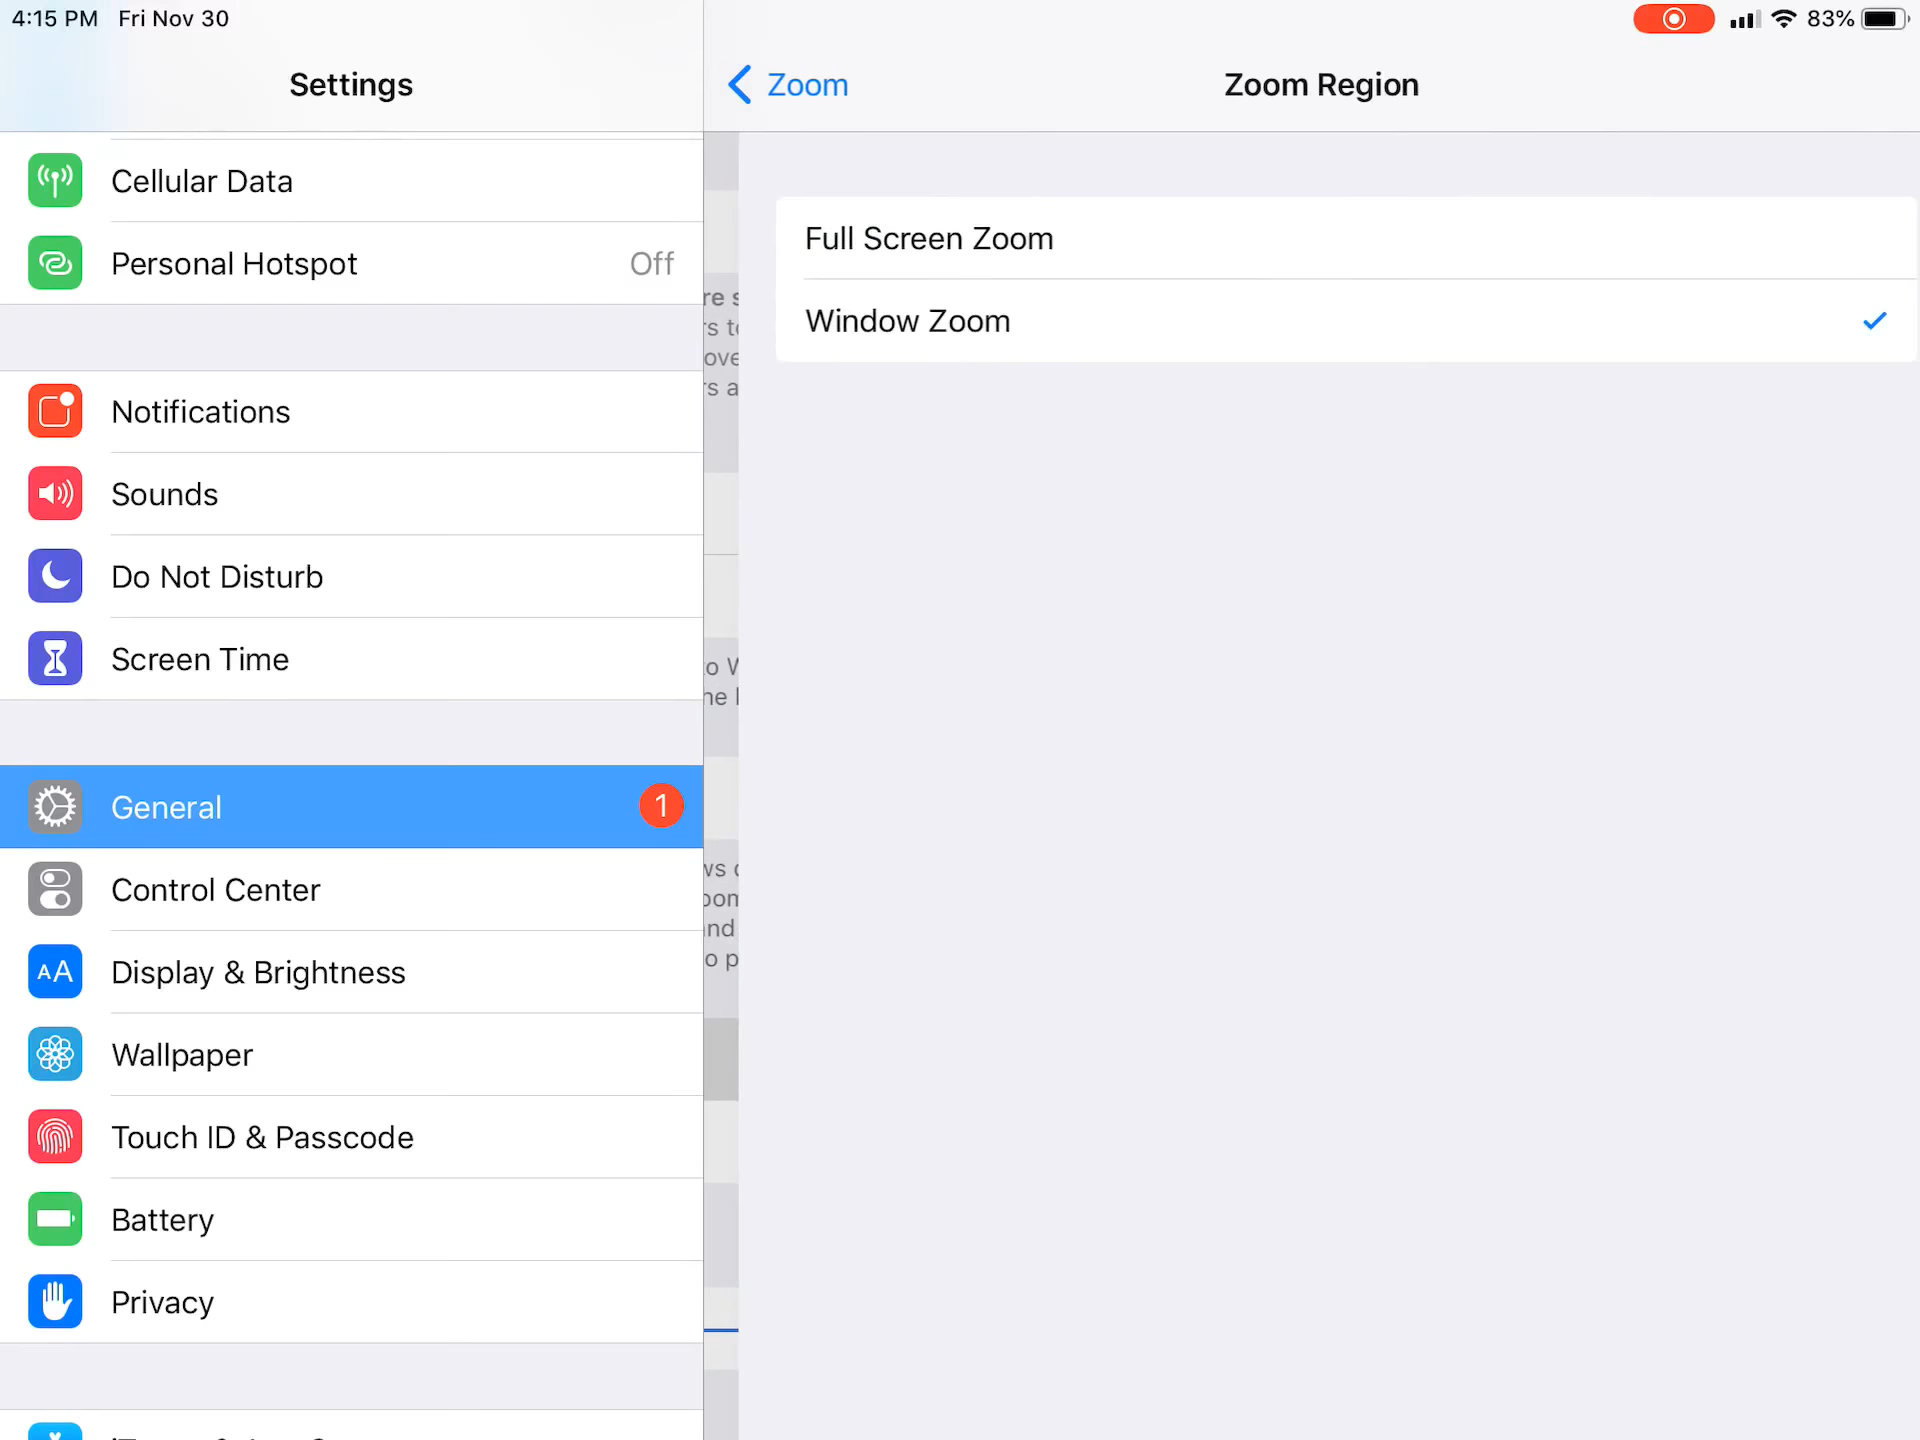 4:15 PM Fri Nov 30
83%
Settings
Cellular Data
Personal Hotspot Off
Notifications
Sounds
Do Not Disturb
Screen Time
General 1
Control Center
AA Display & Brightness
Wallpaper
Touch ID & Passcode
Battery
Privacy
Zoom
Zoom Region
Full Screen Zoom
Window Zoom